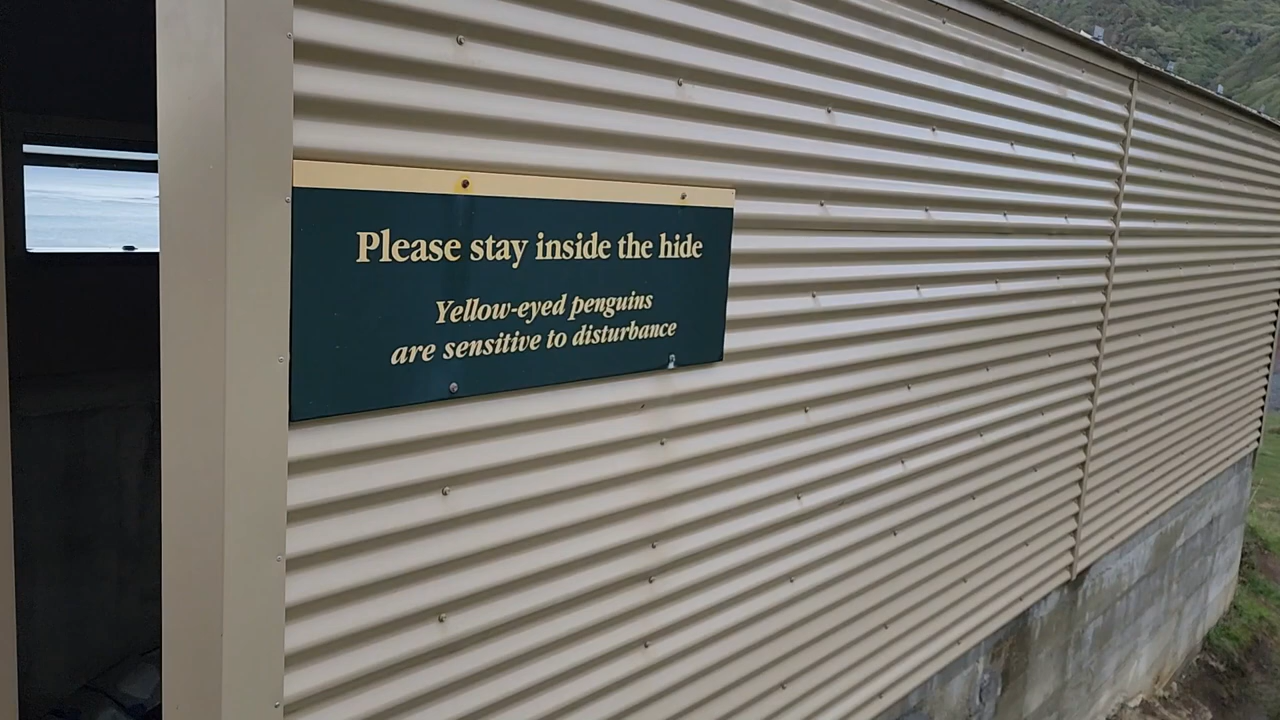 Please stay inside the hide
Yellow-eyed penguins
are sensitive to disturbance